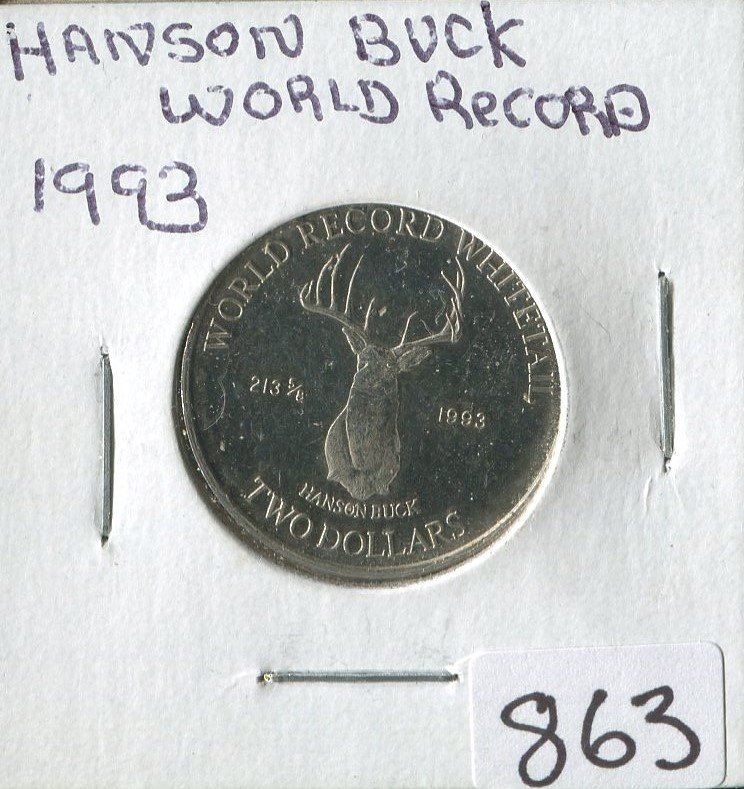 HANSON BUCK
WORLD RECORD
1993
WORLD RECORD WHITETAIL
213 5/8
1993
HANSON BUCK
TWO DOLLARS
863